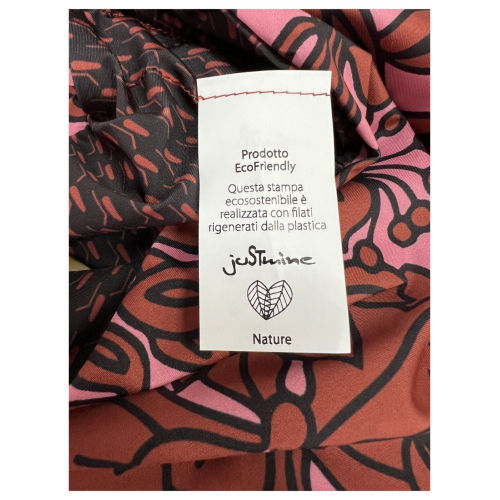 Prodotto
EcoFriendly
Questa stampa
ecosostenibile è
realizzata con filati
rigenerati dalla plastica
juSTmine
Nature